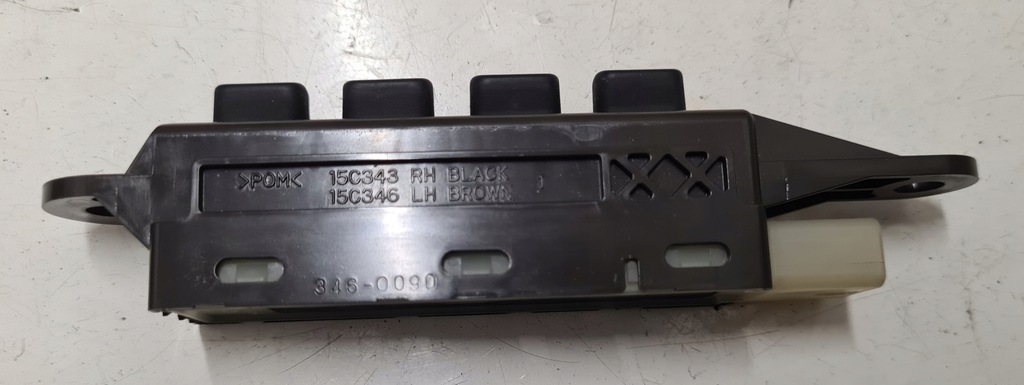 >POM< 15C343 RH BLACK
15C346 LH BROWN
346-0090